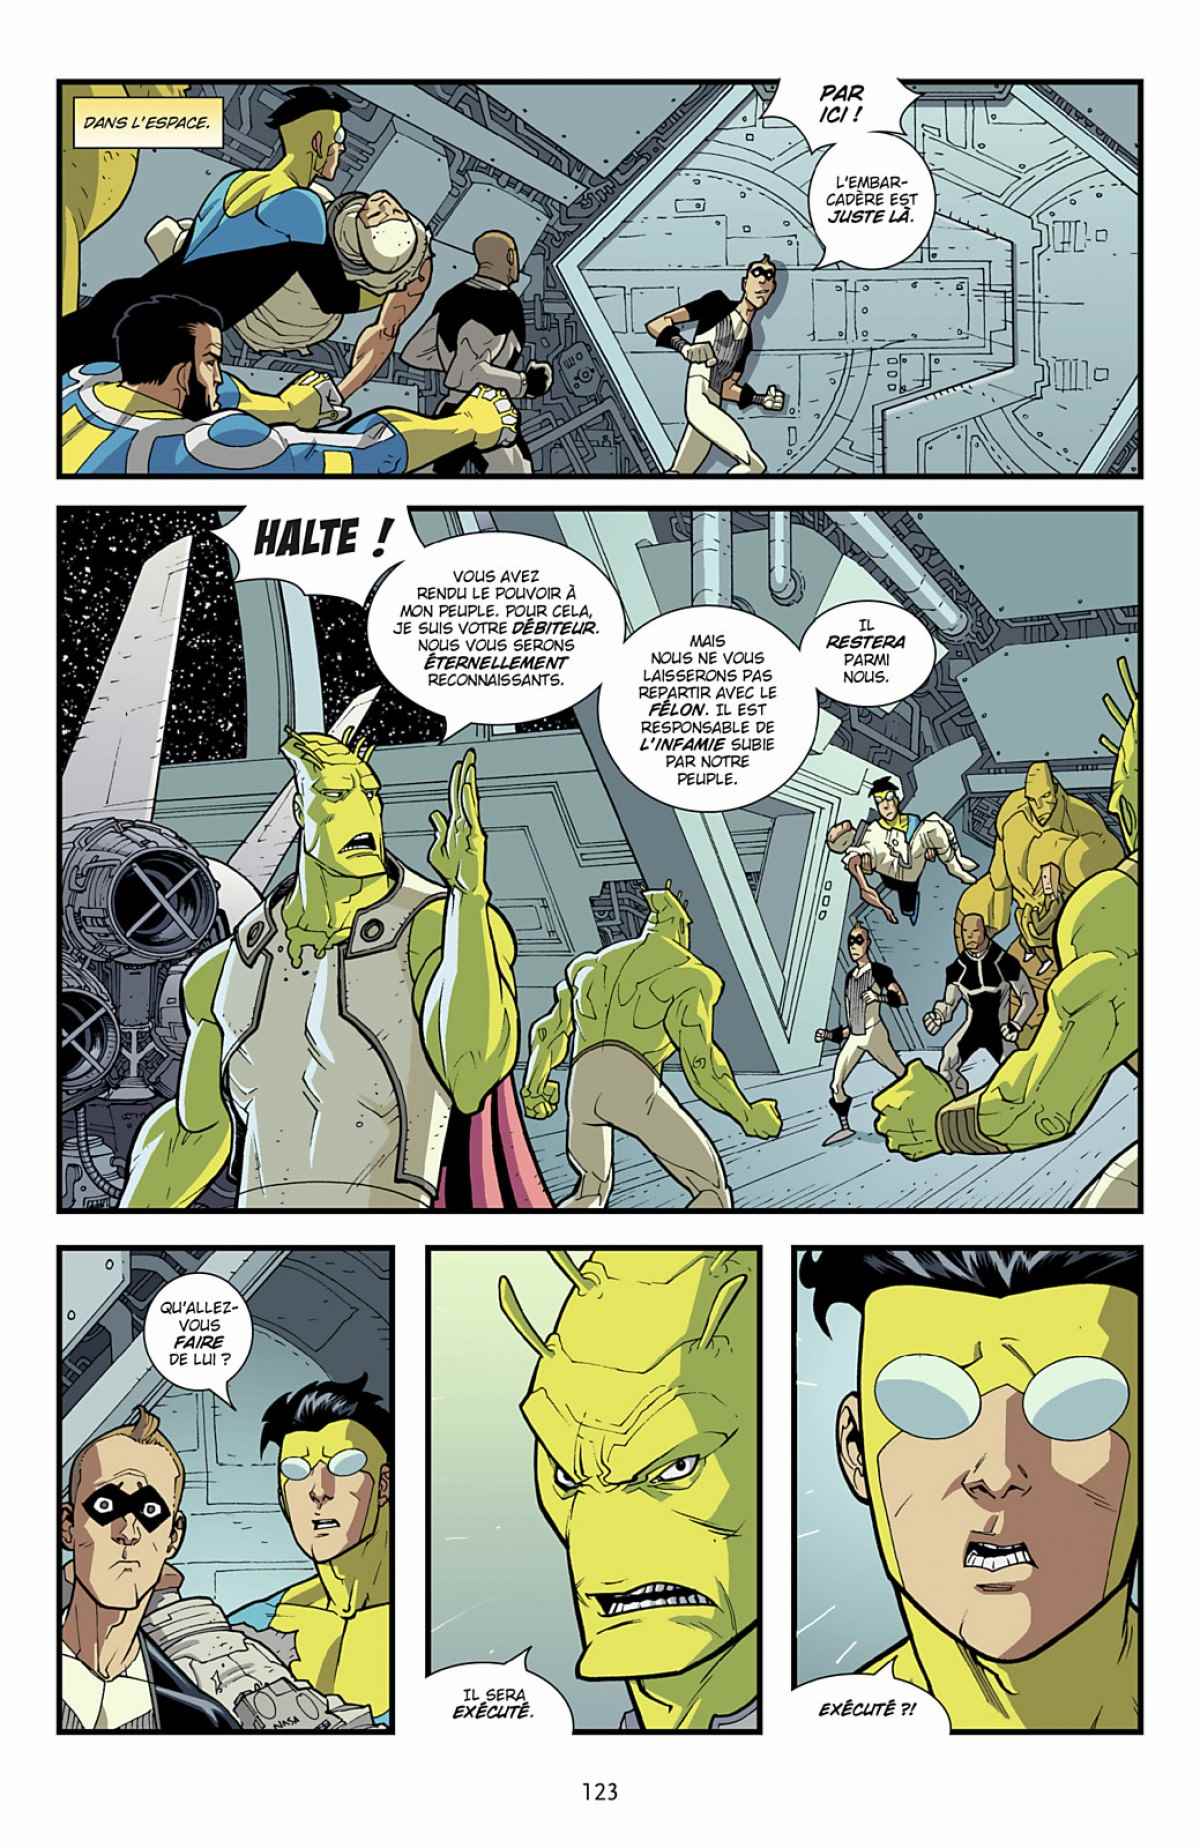 DANS L'ESPACE.
PAR
ICI !
L'EMBAR-
CADÈRE EST
JUSTE LÀ.
HALTE !
VOUS AVEZ
RENDU LE POUVOIR À
MON PEUPLE. POUR CELA,
JE SUIS VOTRE DÉBITEUR.
NOUS VOUS SERONS
ÉTERNELLEMENT
RECONNAISSANTS.
MAIS
NOUS NE VOUS
LAISSERONS PAS
REPARTIR AVEC LE
FÉLON. IL EST
RESPONSABLE DE
L'INFAMIE SUBIE
PAR NOTRE
PEUPLE.
IL
RESTERA
PARMI
NOUS.
QU'ALLEZ-
VOUS
FAIRE
DE LUI ?
NASA
IL SERA
EXÉCUTÉ.
EXÉCUTÉ ?!
123